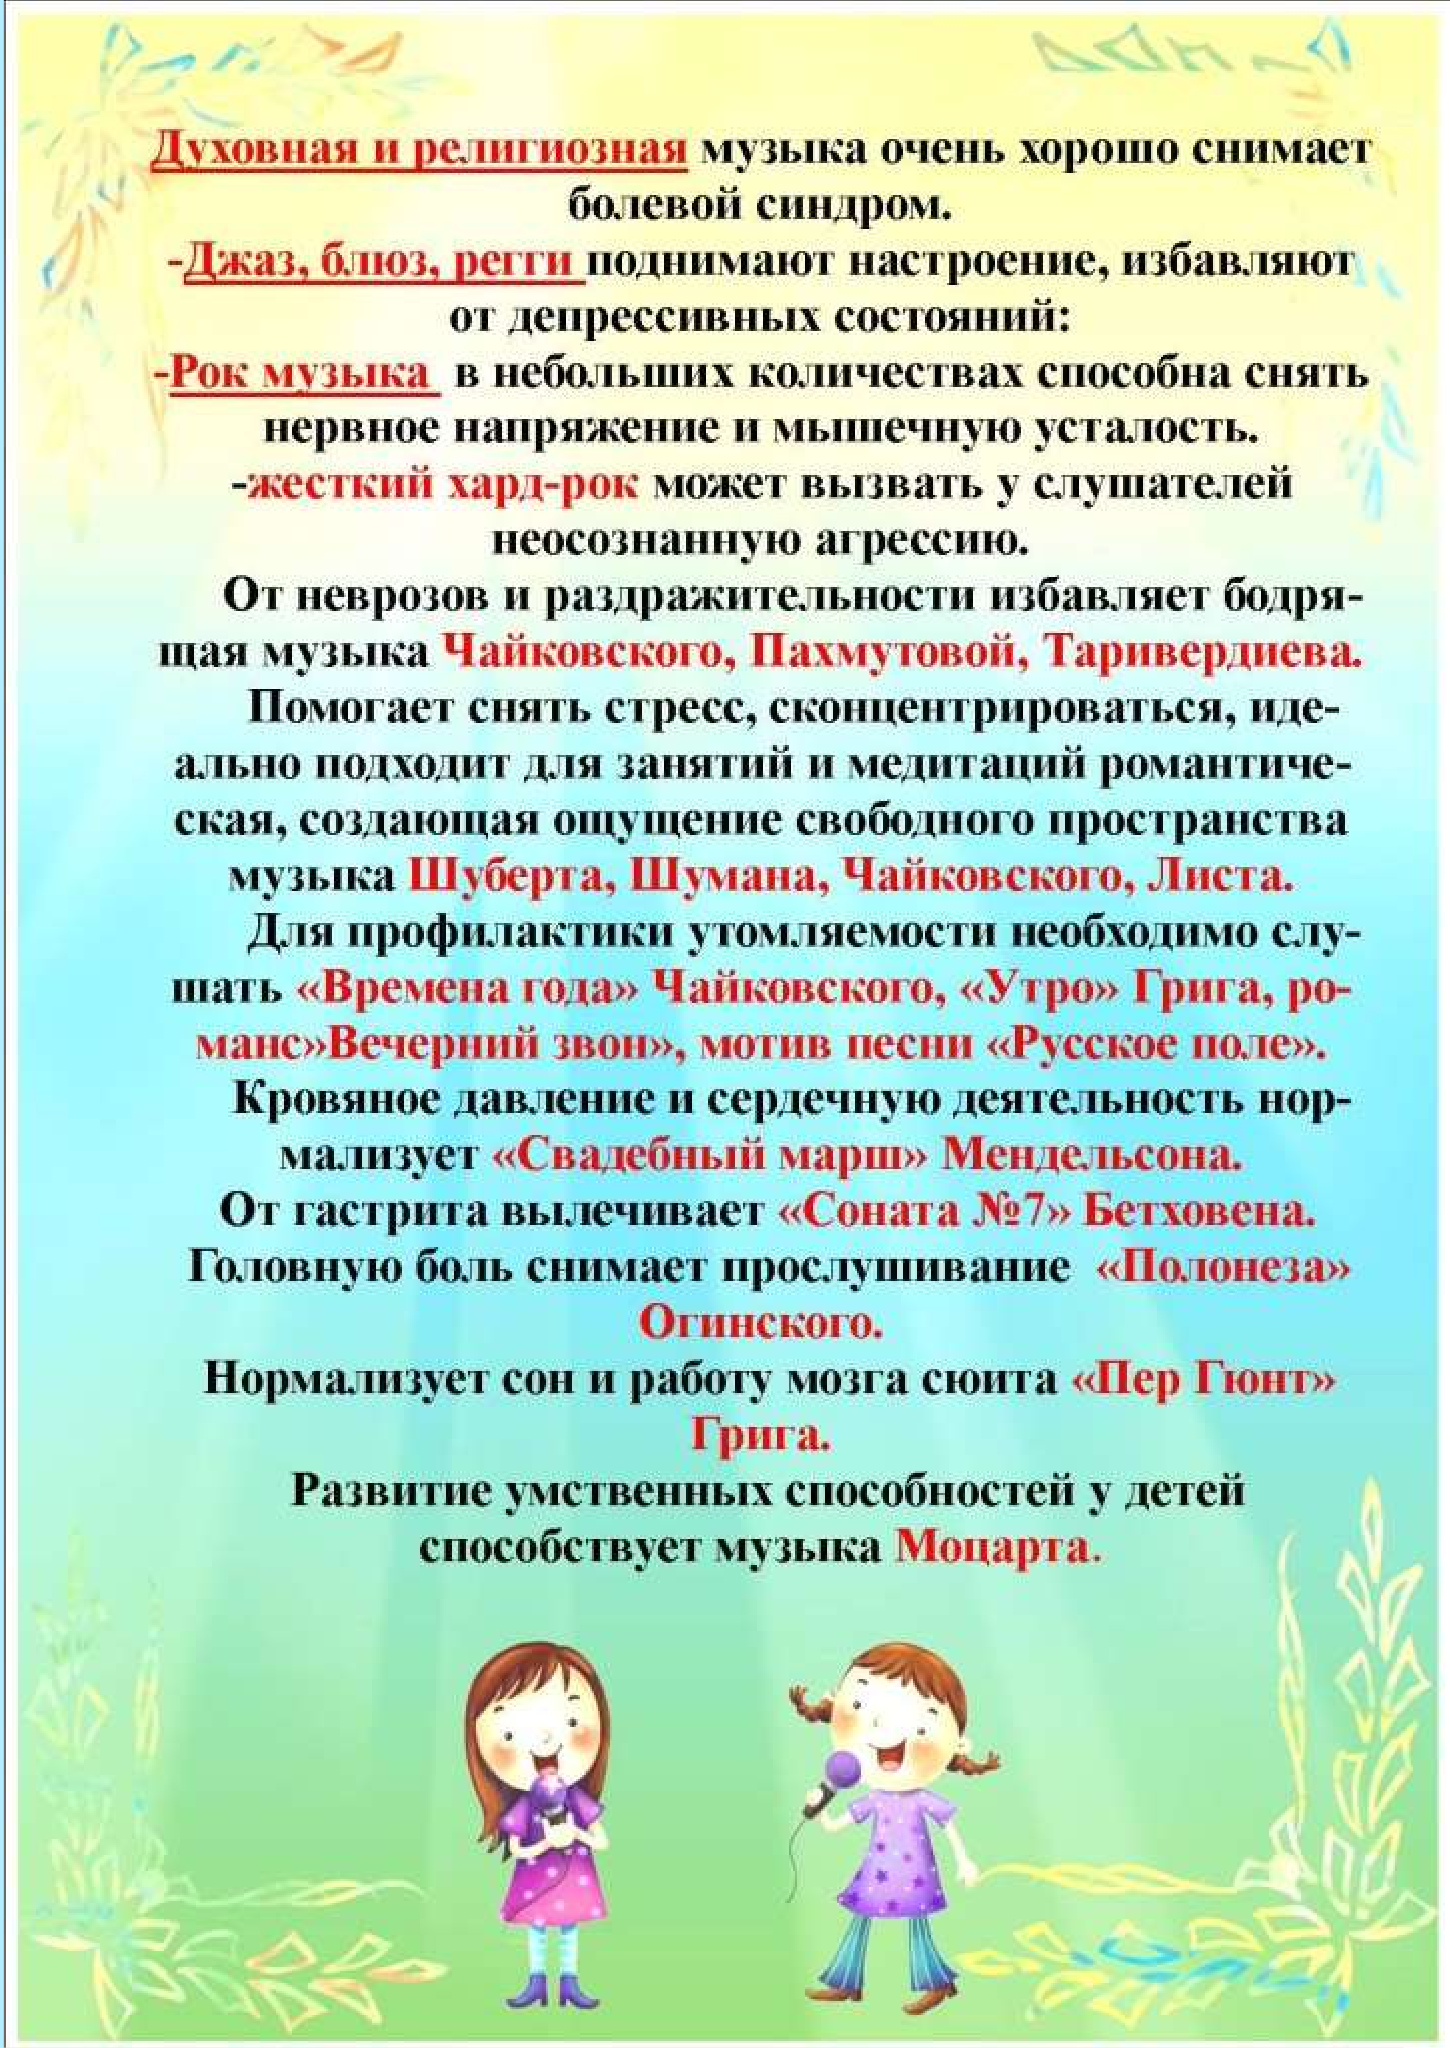 Духовная и религиозная музыка очень хорошо снимает
болевой синдром.
-Джаз, блюз, регги поднимают настроение, избавляют
от депрессивных состояний:
-Рок музыка в небольших количествах способна снять
нервное напряжение и мышечную усталость.
-жесткий хард-рок может вызвать у слушателей
неосознанную агрессию.
От неврозов и раздражительности избавляет бодря-
щая музыка Чайковского, Пахмутовой, Таривердиева.
Помогает снять стресс, сконцентрироваться, иде-
ально подходит для занятий и медитаций романтиче-
ская, создающая ощущение свободного пространства
музыка Шуберта, Шумана, Чайковского, Листа.
Для профилактики утомляемости необходимо слу-
шать «Времена года» Чайковского, «Утро» Грига, ро-
манс»Вечерний звон», мотив песни «Русское поле».
Кровяное давление и сердечную деятельность нор-
мализует «Свадебный марш» Мендельсона.
От гастрита вылечивает «Соната №7» Бетховена.
Головную боль снимает прослушивание «Полонеза»
Огинского.
Нормализует сон и работу мозга сюита «Пер Гюнт»
Грига.
Развитие умственных способностей у детей
способствует музыка Моцарта.